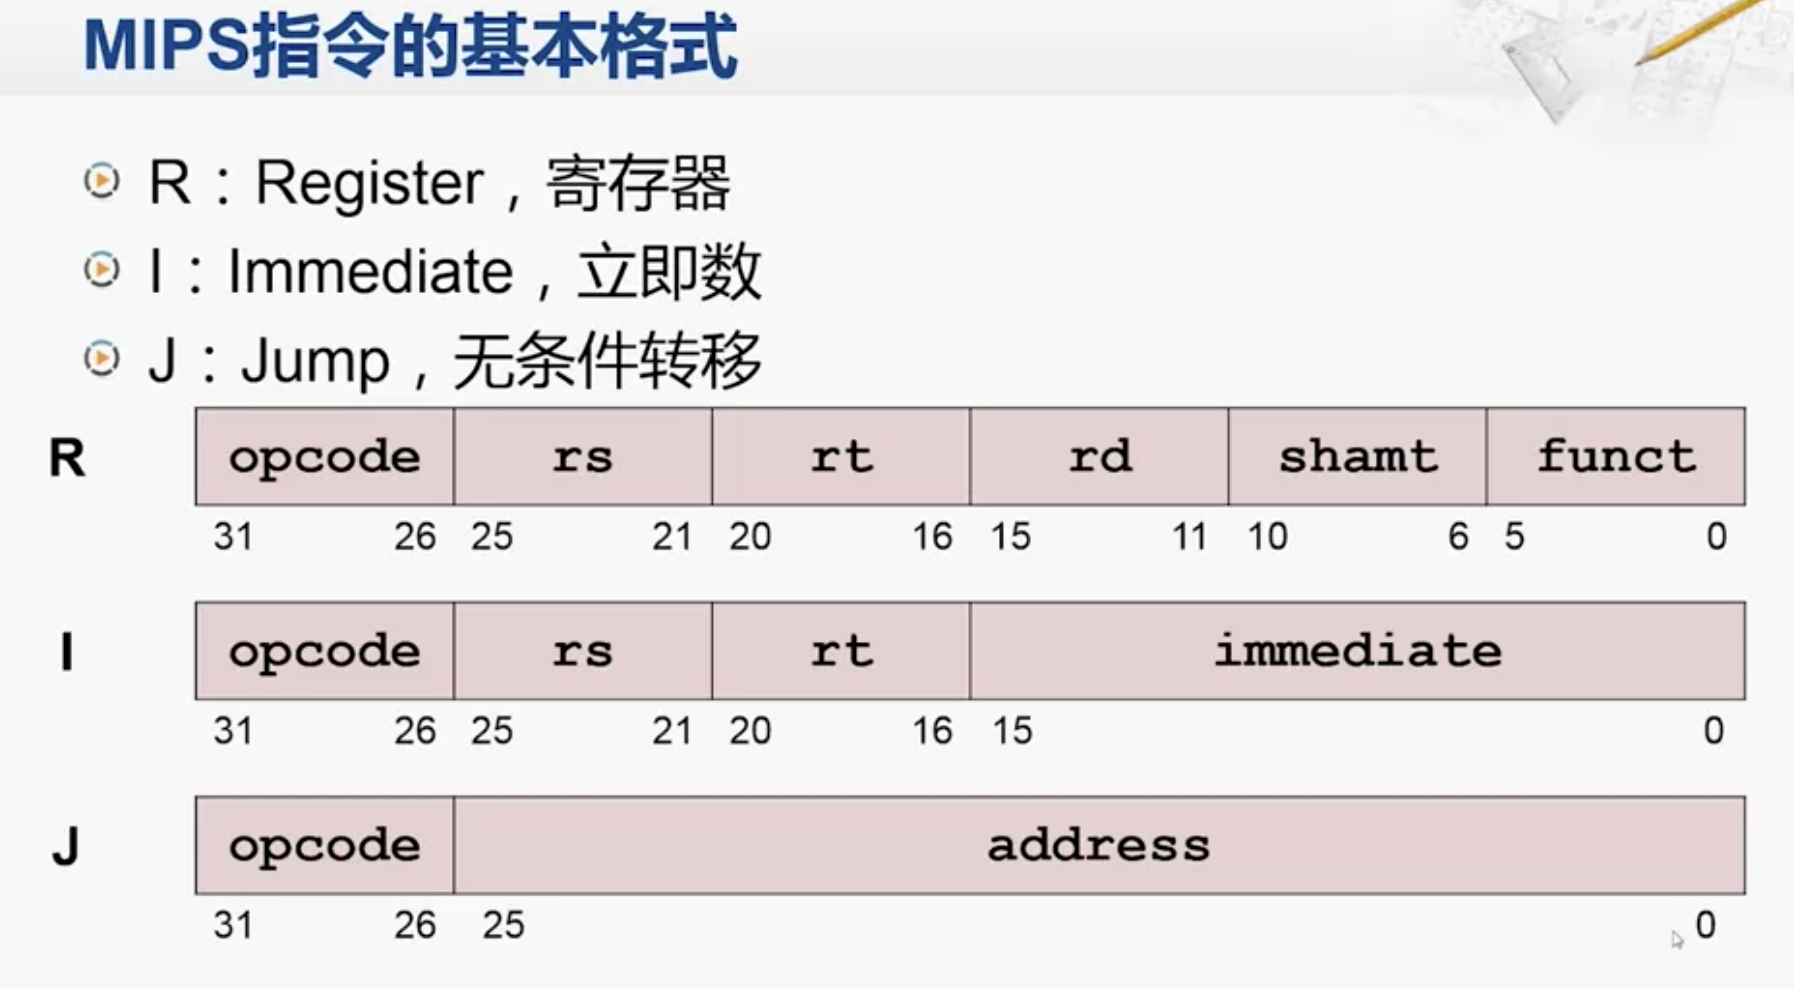 MIPS指令的基本格式
R：Register，寄存器
I：Immediate，立即数
J：Jump，无条件转移
R opcode rs rt rd shamt funct
31 26 25 21 20 16 15 11 10 6 5 0
I opcode rs rt immediate
31 26 25 21 20 16 15 0
J opcode address
31 26 25 0